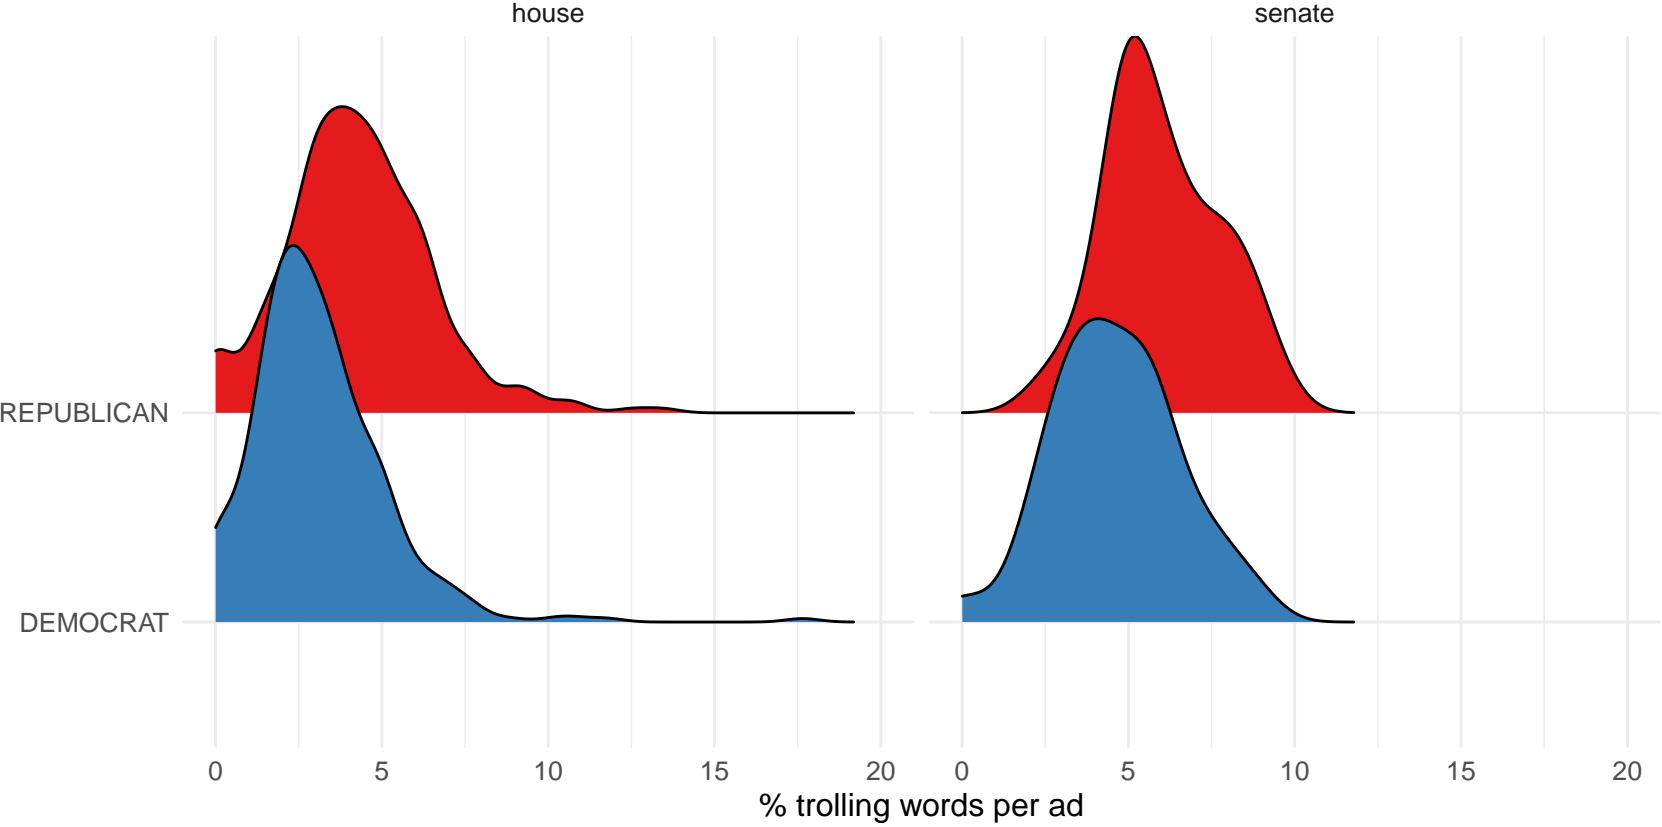 house
senate
REPUBLICAN
DEMOCRAT
0 5 10 15 20 0 5 10 15 20
% trolling words per ad